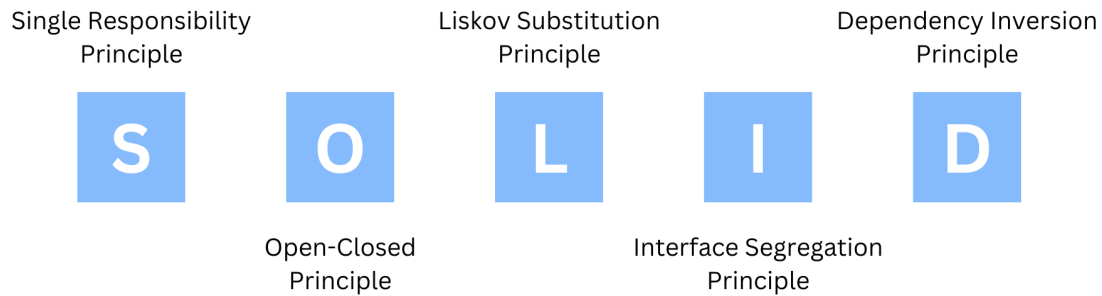 Single Responsibility
Principle
Liskov Substitution
Principle
Dependency Inversion
Principle
S
O
L
I
D
Open-Closed
Principle
Interface Segregation
Principle